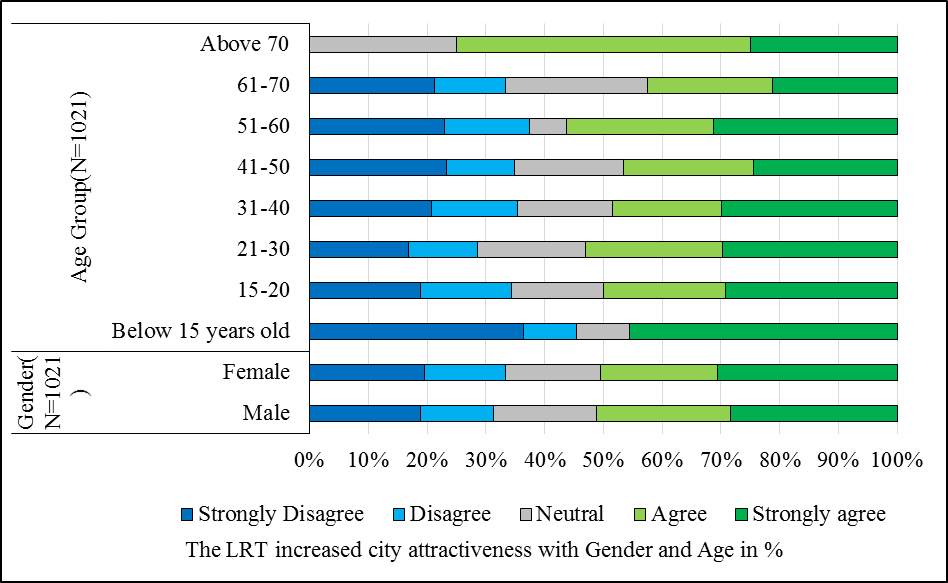 Age Group(N=1021)
Above 70
61-70
51-60
41-50
31-40
21-30
15-20
Below 15 years old
Gender(
N=1021
)
Female
Male
0% 10% 20% 30% 40% 50% 60% 70% 80% 90% 100%
Strongly Disagree Disagree Neutral Agree Strongly agree
The LRT increased city attractiveness with Gender and Age in %